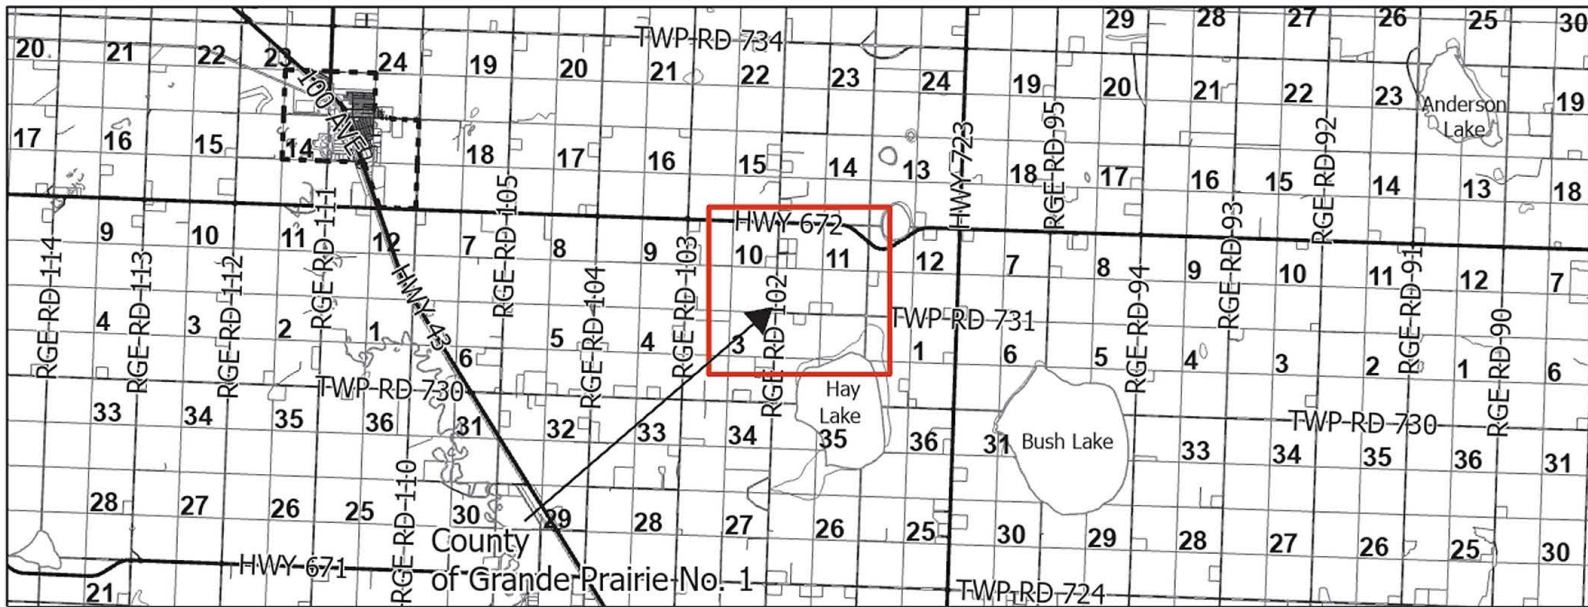 29 28 27 26 25 30
TWP RD 734
20 21 22 23 24 19 20 21 22 23 24 19 20 21 22 23 19
100 AVE
Anderson
Lake
17 16 15 14 18 17 16 15 14 13 18 17 16 15 14 13 18
HWY 723
RGE RD 95
RGE RD 92
HWY 672
9 10 11 12 7 8 9 10 11 12 7 8 9 10 11 12 7
RGE RD 114
RGE RD 113
RGE RD 112
RGE RD 111
HWY 43
RGE RD 105
RGE RD 104
RGE RD 103
RGE RD 102
RGE RD 94
RGE RD 93
RGE RD 91
RGE RD 90
TWP RD 731
4 3 2 1 6 5 4 3 1 6 5 4 3 2 1 6
TWP RD 730
Hay
Lake
TWP RD 730
33 34 35 36 31 32 33 34 35 36 31 33 34 35 36 31
Bush Lake
28 27 26 25 30 29 28 27 26 25 30 29 28 27 26 25 30
RGE RD 110
County
of Grande Prairie No. 1
HWY 671
TWP RD 724
21